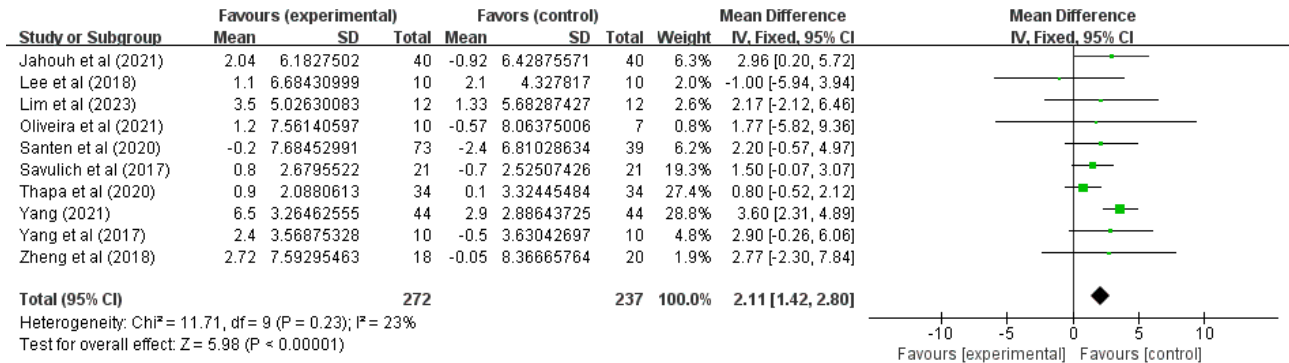 Favours (experimental) Favors (control) Mean Difference Mean Difference
Study or Subgroup Mean SD Total Mean SD Total Weight IV, Fixed, 95% CI IV, Fixed, 95% CI
Jahouh et al (2021) 2.04 6.1827502 40 -0.92 6.42875571 40 6.3% 2.96 [0.20, 5.72]
Lee et al (2018) 1.1 6.68430999 10 2.1 4.327817 10 2.0% -1.00 [-5.94, 3.94]
Lim et al (2023) 3.5 5.02630083 12 1.33 5.68287427 12 2.6% 2.17 [-2.12, 6.46]
Oliveira et al (2021) 1.2 7.56140597 10 -0.57 8.06375006 7 0.8% 1.77 [-5.82, 9.36]
Santen et al (2020) -0.2 7.68452991 73 -2.4 6.81028634 39 6.2% 2.20 [-0.57, 4.97]
Savulich et al (2017) 0.8 2.6795522 21 -0.7 2.52507426 21 19.3% 1.50 [-0.07, 3.07]
Thapa et al (2020) 0.9 2.0880613 34 0.1 3.32445484 34 27.4% 0.80 [-0.52, 2.12]
Yang (2021) 6.5 3.26462555 44 2.9 2.88643725 44 28.8% 3.60 [2.31, 4.89]
Yang et al (2017) 2.4 3.56875328 10 -0.5 3.63042697 10 4.8% 2.90 [-0.26, 6.06]
Zheng et al (2018) 2.72 7.59295463 18 -0.05 8.36665764 20 1.9% 2.77 [-2.30, 7.84]
Total (95% CI) 272 237 100.0% 2.11 [1.42, 2.80]
Heterogeneity: Chi² = 11.71, df = 9 (P = 0.23); I² = 23%
Test for overall effect: Z = 5.98 (P < 0.00001)
-10 -5 0 5 10
Favours [experimental] Favours [control]